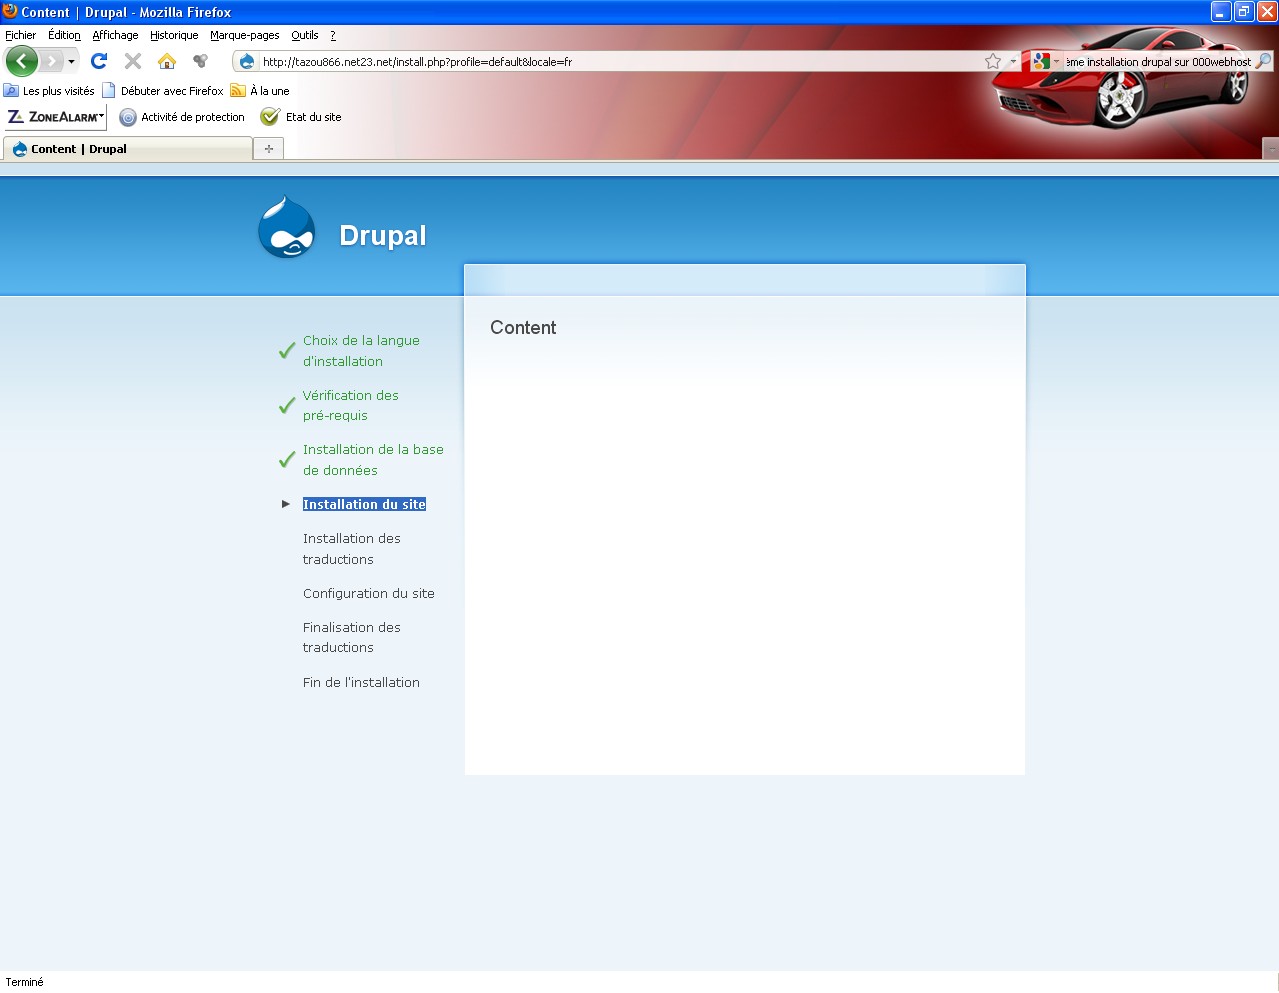 Content | Drupal - Mozilla Firefox
Fichier Édition Affichage Historique Marque-pages Outils ?
http://tazou866.net23.net/install.php?profile=default&locale=fr
ème installation drupal sur 000webhost
Les plus visités Débuter avec Firefox À la une
ZONEALARM Activité de protection Etat du site
Content | Drupal
Drupal
Content
Choix de la langue
d'installation
Vérification des
pré-requis
Installation de la base
de données
Installation du site
Installation des
traductions
Configuration du site
Finalisation des
traductions
Fin de l'installation
Terminé